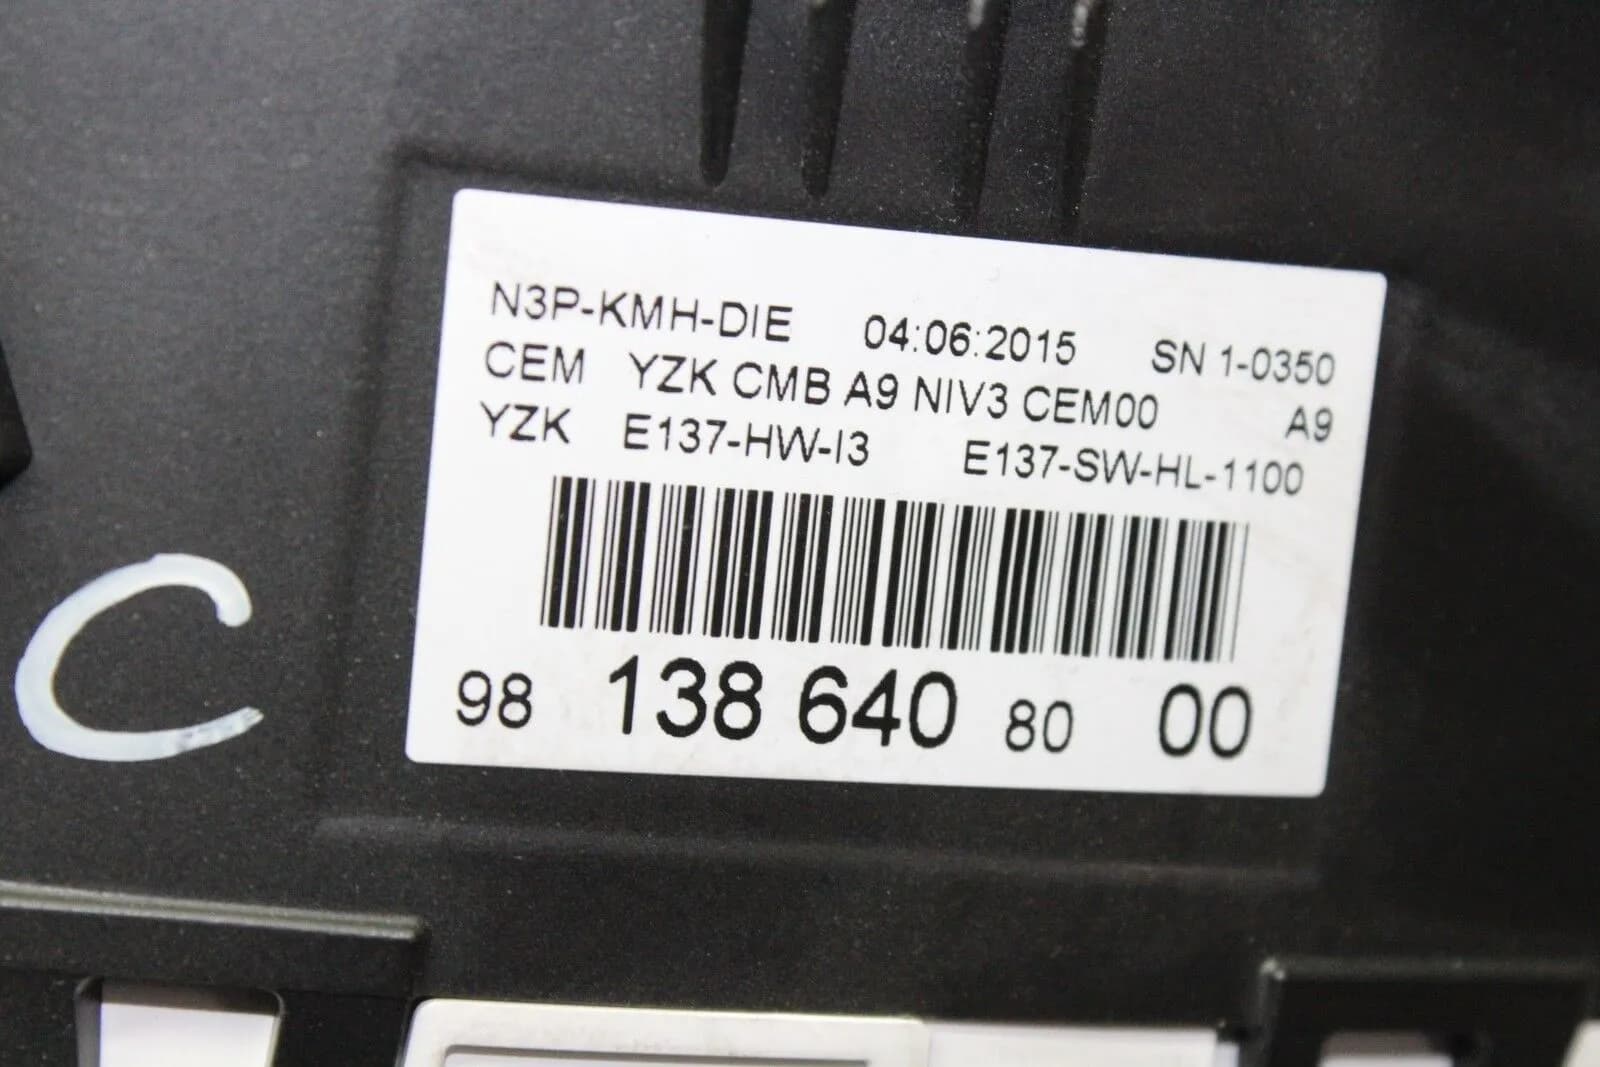 N3P-KMH-DIE 04:06:2015 SN 1-0350
CEM YZK CMB A9 NIV3 CEM00 A9
YZK E137-HW-I3 E137-SW-HL-1100
98 138 640 80 00
C